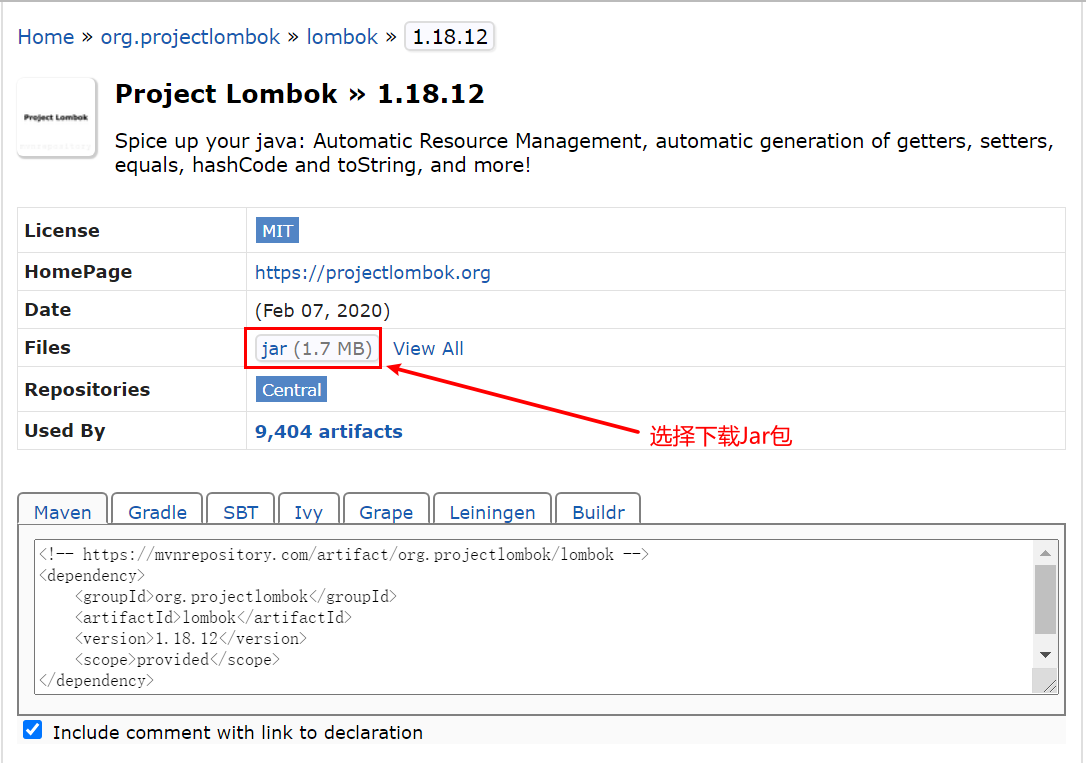 Home » org.projectlombok » lombok » 1.18.12
Project Lombok
Project Lombok » 1.18.12
Spice up your java: Automatic Resource Management, automatic generation of getters, setters,
equals, hashCode and toString, and more!
License MIT
HomePage https://projectlombok.org
Date (Feb 07, 2020)
Files jar (1.7 MB) View All
Repositories Central
Used By 9,404 artifacts
选择下载Jar包
Maven Gradle SBT Ivy Grape Leiningen Buildr
<!-- https://mvnrepository.com/artifact/org.projectlombok/lombok -->
<dependency>
    <groupId>org.projectlombok</groupId>
    <artifactId>lombok</artifactId>
    <version>1.18.12</version>
    <scope>provided</scope>
</dependency>
Include comment with link to declaration